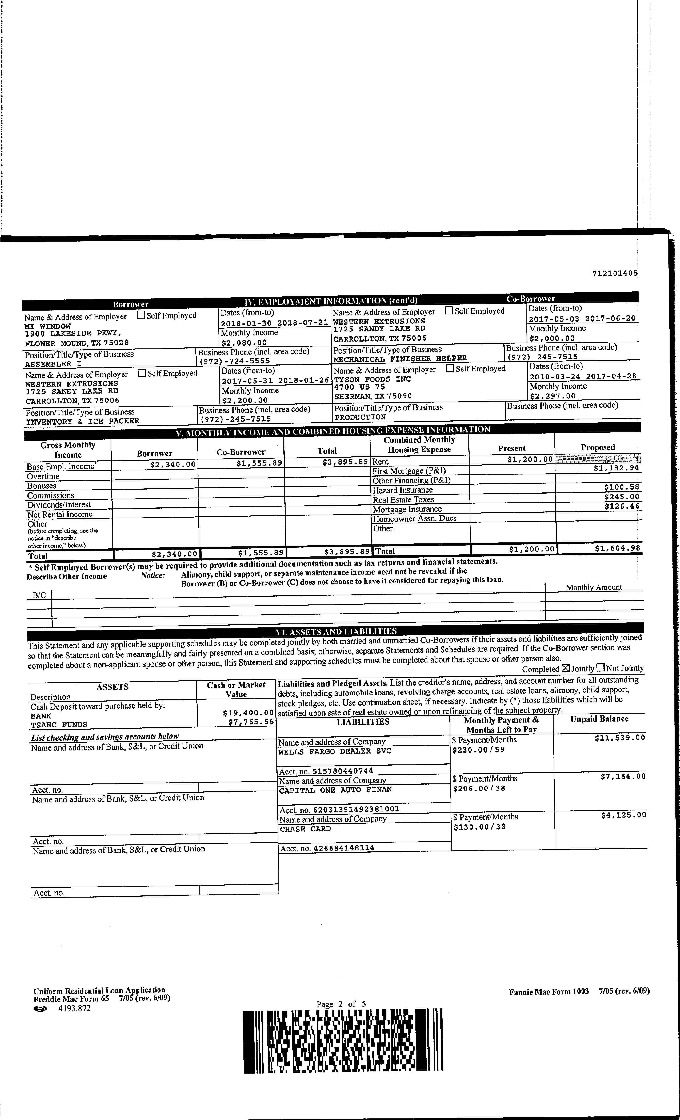 712101405
Borrower IV. EMPLOYMENT INFORMATION (cont'd) Co-Borrower
Name & Address of Employer Self Employed
MI WINDOW
1900 LAKESIDE PKWY,
FLOWER MOUND, TX 75028
Dates (from-to)
2018-01-30 2018-07-21
Monthly Income
$2,080.00
Name & Address of Employer Self Employed
WESTERN EXTRUSIONS
1725 SANDY LAKE RD
CARROLLTON, TX 75006
Dates (from-to)
2017-05-03 2017-06-20
Monthly Income
$2,000.00
Position/Title/Type of Business
ASSEMBLER I
Business Phone (incl. area code)
(972)-724-5555
Position/Title/Type of Business
MECHANICAL FINISHER HELPER
Business Phone (incl. area code)
(972) 245-7515
Name & Address of Employer Self Employed
WESTERN EXTRUSIONS
1725 SANDY LAKE RD
CARROLLTON, TX 75006
Dates (from-to)
2017-05-31 2018-01-26
Monthly Income
$2,200.00
Name & Address of Employer Self Employed
TYSON FOODS INC
4700 US 75
SHERMAN, TX 75090
Dates (from-to)
2010-03-24 2017-04-28
Monthly Income
$2,297.00
Position/Title/Type of Business
INVENTORY & ICE PACKER
Business Phone (incl. area code)
(972)-245-7515
Position/Title/Type of Business
PRODUCTION
Business Phone (incl. area code)
V. MONTHLY INCOME AND COMBINED HOUSING EXPENSE INFORMATION
Gross Monthly Income Borrower Co-Borrower Total Combined Monthly Housing Expense Present Proposed
Base Empl. Income* $2,340.00 $1,555.89 $3,895.89 Rent $1,200.00
Overtime First Mortgage (P&I) $1,132.94
Bonuses Other Financing (P&I)
Commissions Hazard Insurance $100.58
Dividends/Interest Real Estate Taxes $245.00
Net Rental Income Mortgage Insurance $126.46
Other Homeowner Assn. Dues
(before completing, see the
notice in "describe
other income," below)
Other:
Total $2,340.00 $1,555.89 $3,895.89 Total $1,200.00 $1,604.98
* Self Employed Borrower(s) may be required to provide additional documentation such as tax returns and financial statements.
Describe Other Income Notice: Alimony, child support, or separate maintenance income need not be revealed if the
Borrower (B) or Co-Borrower (C) does not choose to have it considered for repaying this loan.
B/C Monthly Amount
VI. ASSETS AND LIABILITIES
This Statement and any applicable supporting schedules may be completed jointly by both married and unmarried Co-Borrowers if their assets and liabilities are sufficiently joined
so that the Statement can be meaningfully and fairly presented on a combined basis; otherwise, separate Statements and Schedules are required. If the Co-Borrower section was
completed about a non-applicant spouse or other person, this Statement and supporting schedules must be completed about that spouse or other person also.
Completed Jointly Not Jointly
ASSETS
Description
Cash or Market Value
Cash Deposit toward purchase held by:
BANK $19,400.00
TSAHC FUNDS $7,755.56
List checking and savings accounts below
Name and address of Bank, S&L, or Credit Union
Acct. no.
Name and address of Bank, S&L, or Credit Union
Acct. no.
Name and address of Bank, S&L, or Credit Union
Acct. no.
Liabilities and Pledged Assets. List the creditor's name, address, and account number for all outstanding
debts, including automobile loans, revolving charge accounts, real estate loans, alimony, child support,
stock pledges, etc. Use continuation sheet, if necessary. Indicate by (*) those liabilities which will be
satisfied upon sale of real estate owned or upon refinancing of the subject property.
LIABILITIES Monthly Payment & Months Left to Pay Unpaid Balance
Name and address of Company $ Payment/Months $11,539.00
WELLS FARGO DEALER SVC $230.00/59
Acct. no. 515780440744
Name and address of Company $ Payment/Months $7,154.00
CAPITAL ONE AUTO FINAN $206.00/38
Acct. no. 62031351492381001
Name and address of Company $ Payment/Months $4,125.00
CHASE CARD $130.00/32
Acct. no. 426684148114
Uniform Residential Loan Application
Freddie Mac Form 65 7/05 (rev. 6/09)
4193.872
Page 2 of 5
Fannie Mae Form 1003 7/05 (rev. 6/09)